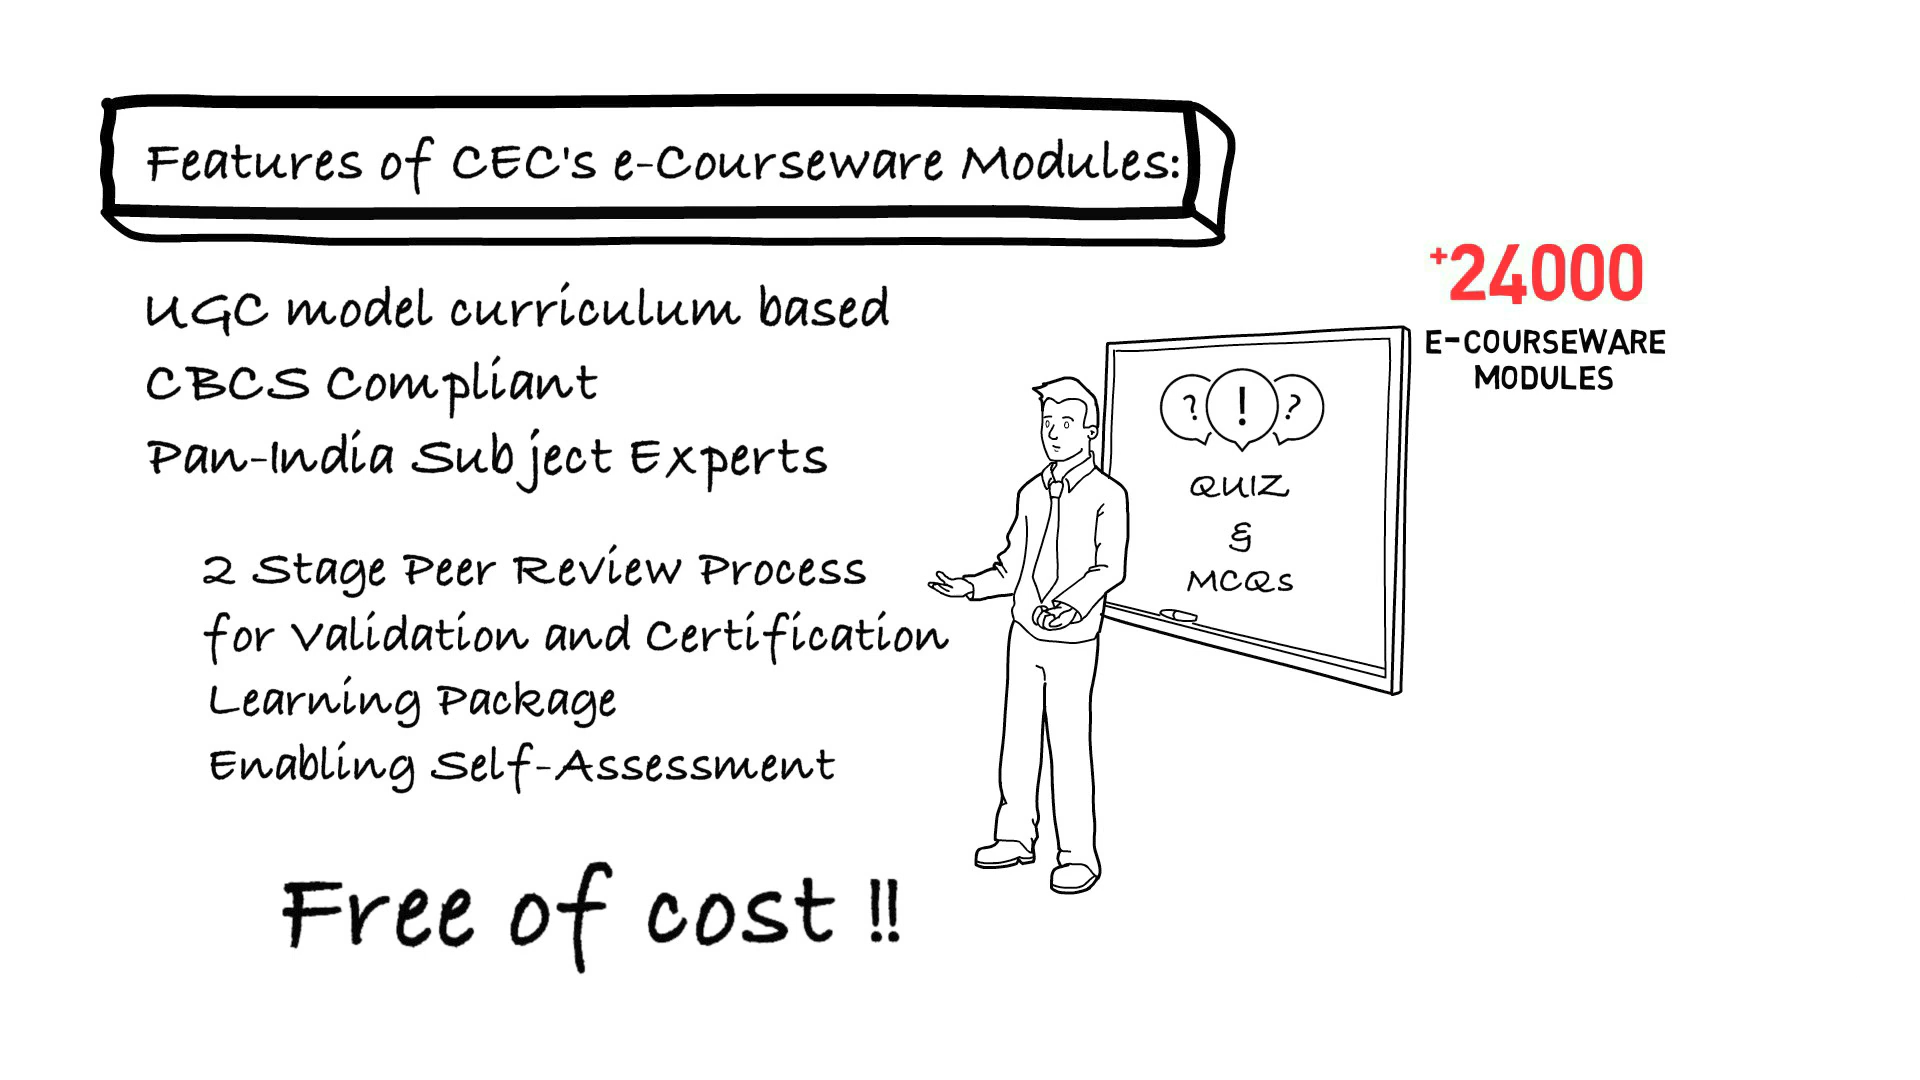 Features of CEC's e-Courseware Modules:
UGC model curriculum based
CBCS Compliant
Pan-India Subject Experts
2 Stage Peer Review Process
for Validation and Certification
Learning Package
Enabling Self-Assessment
Free of cost !!
+24000
E-COURSEWARE
MODULES
? ! ?
QUIZ
&
MCQs